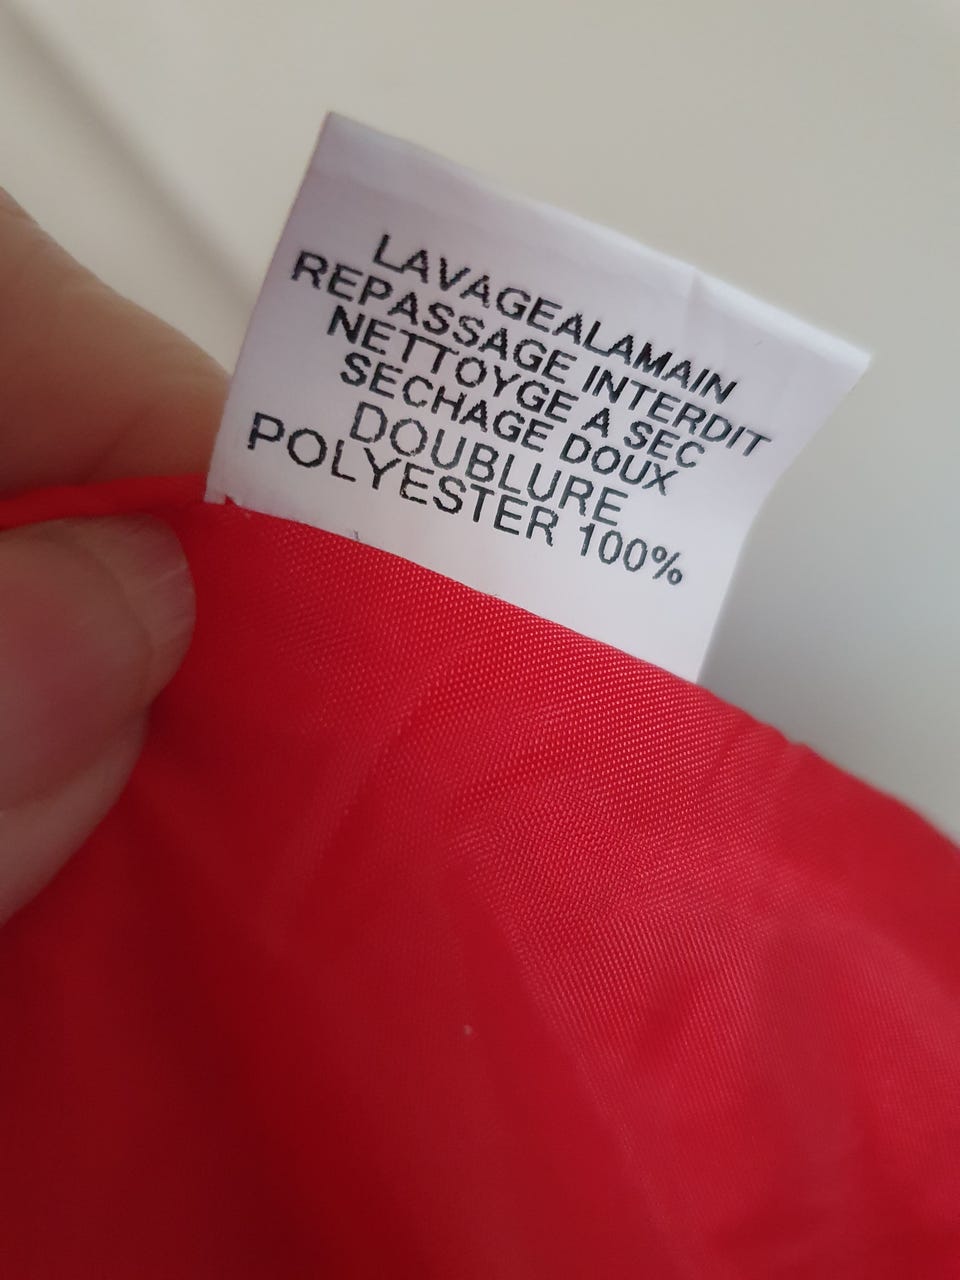 LAVAGEALAMAIN
REPASSAGE INTERDIT
NETTOYGE A SEC
SECHAGE DOUX
DOUBLURE
POLYESTER 100%